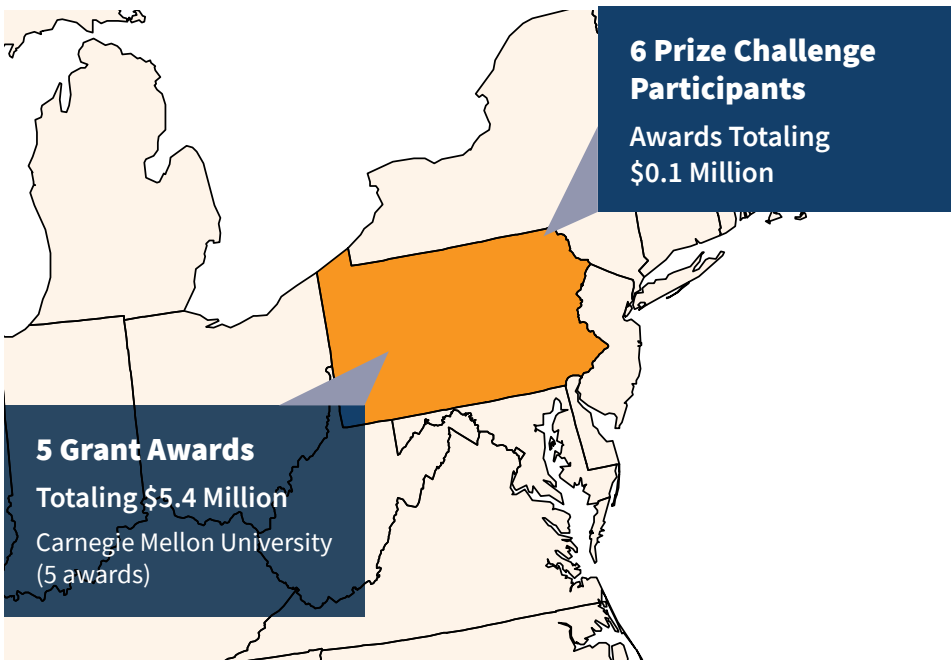 6 Prize Challenge
Participants
Awards Totaling
$0.1 Million
5 Grant Awards
Totaling $5.4 Million
Carnegie Mellon University
(5 awards)